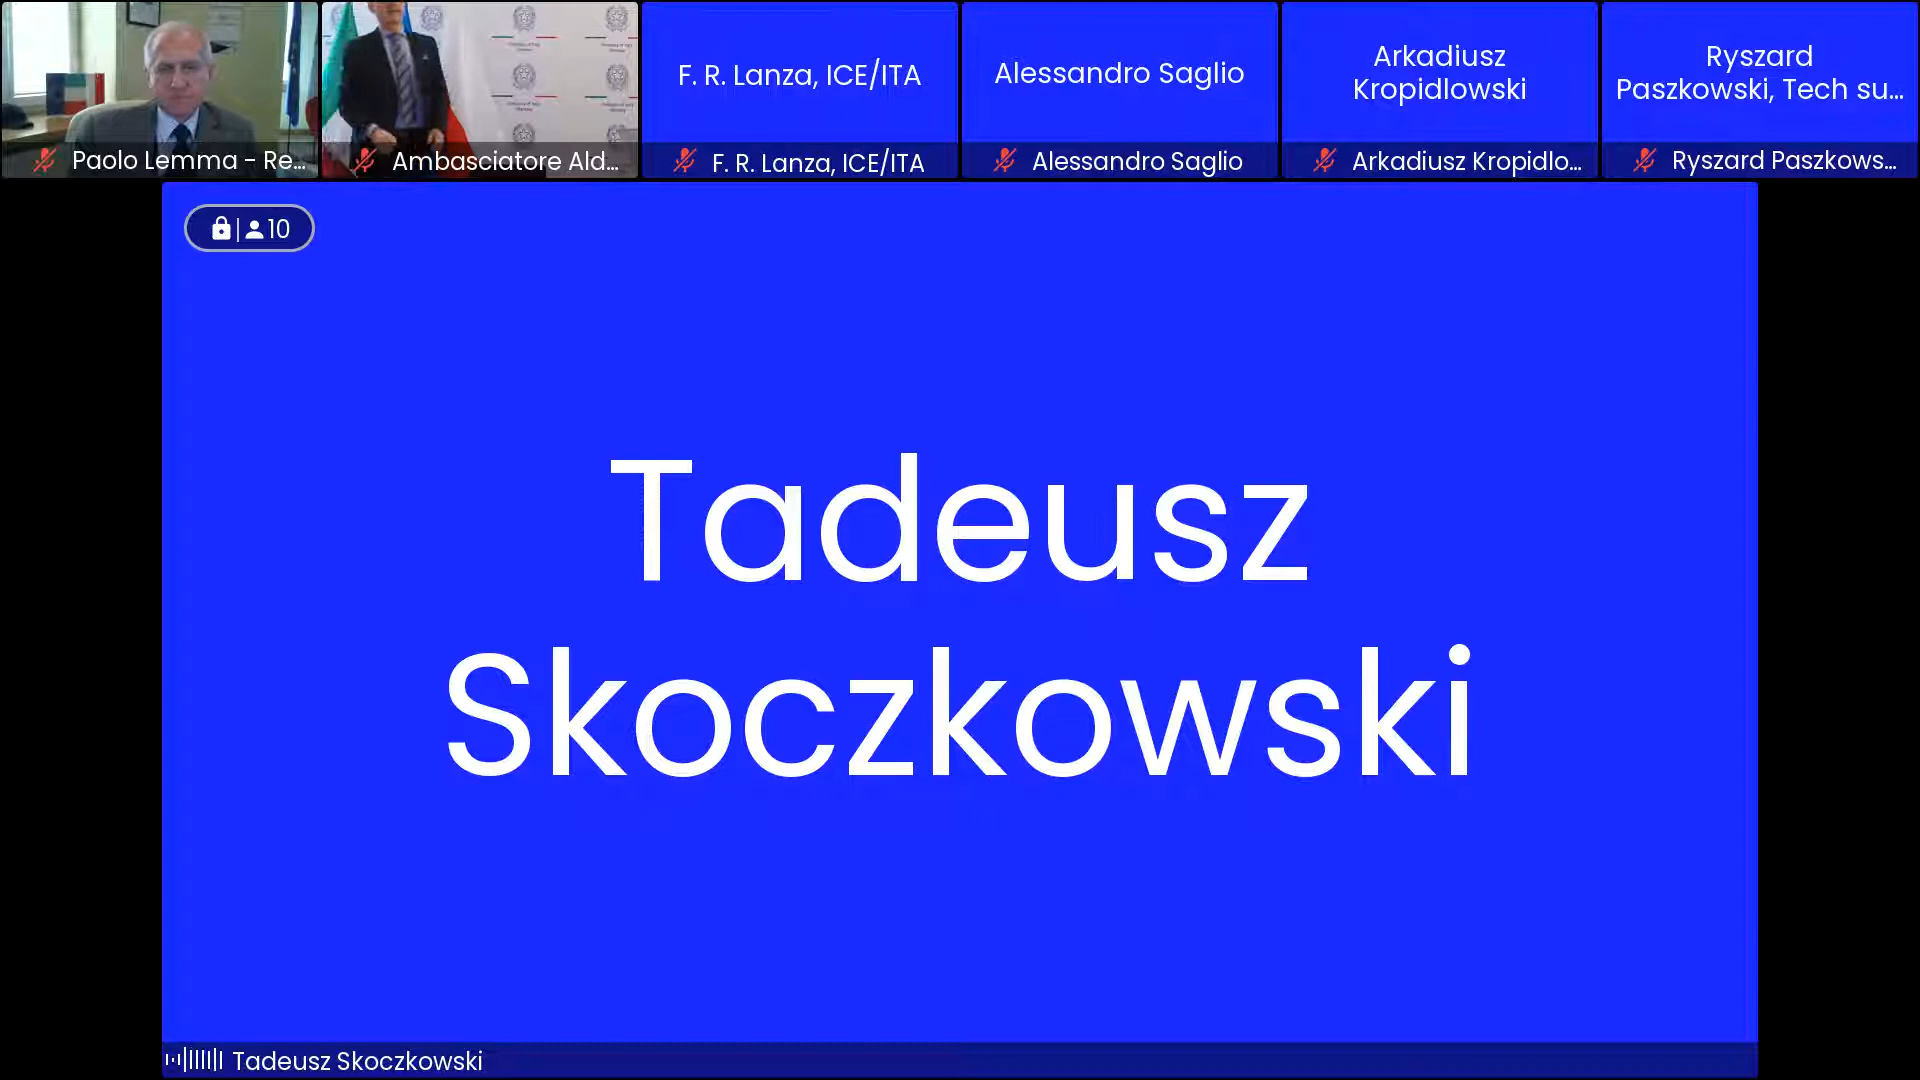 F. R. Lanza, ICE/ITA
Alessandro Saglio
Arkadiusz
Kropidlowski
Ryszard
Paszkowski, Tech su...
Paolo Lemma - Re...
Ambasciatore Ald...
F. R. Lanza, ICE/ITA
Alessandro Saglio
Arkadiusz Kropidlo...
Ryszard Paszkows...
10
Tadeusz
Skoczkowski
Tadeusz Skoczkowski